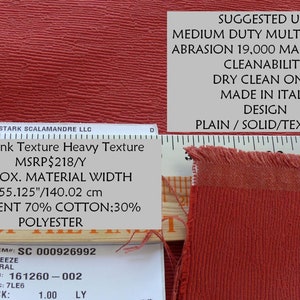 SUGGESTED U
MEDIUM DUTY MULT
ABRASION 19,000 MA
CLEANABILIT
DRY CLEAN ON
MADE IN ITAL
DESIGN
PLAIN / SOLID/TEX
STARK SCALAMANDRE LLC
D
nk Texture Heavy Texture
MSRP$218/Y
OX. MATERIAL WIDTH
55.125"/140.02 cm
ENT 70% COTTON;30%
POLYESTER
EM#: SC 000926992
EEZE
RAL
161260-002
: 7LE6
K: 1.00 LY